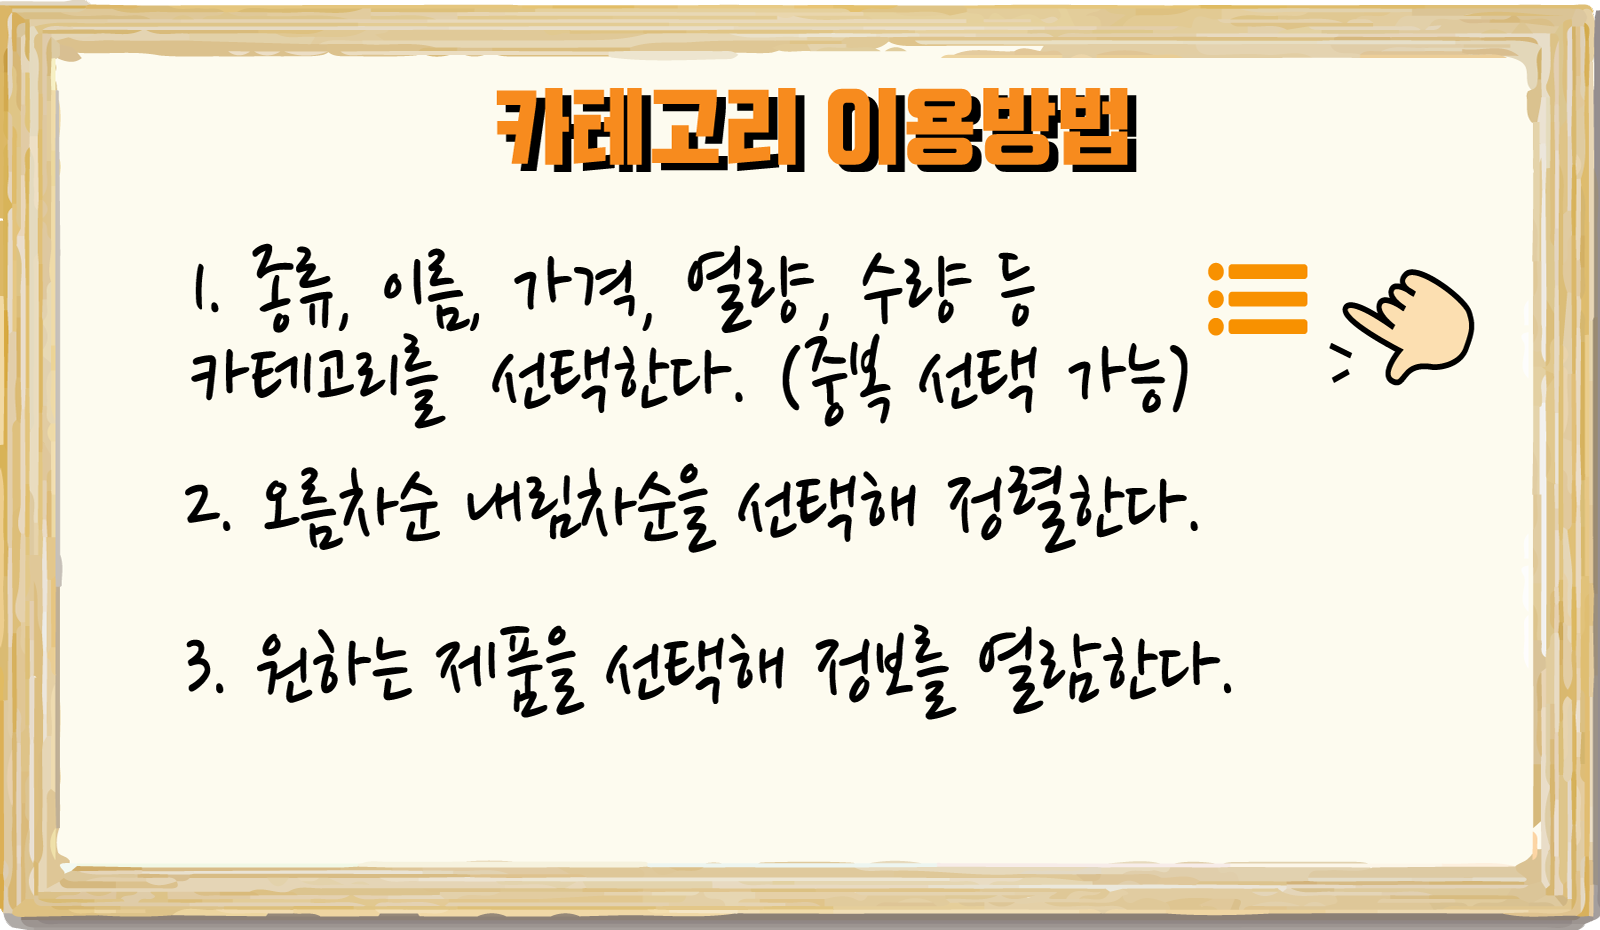 카테고리 이용방법
1. 종류, 이름, 가격, 열량, 수량 등
카테고리를 선택한다. (중복 선택 가능)
2. 오름차순 내림차순을 선택해 정렬한다.
3. 원하는 제품을 선택해 정보를 열람한다.